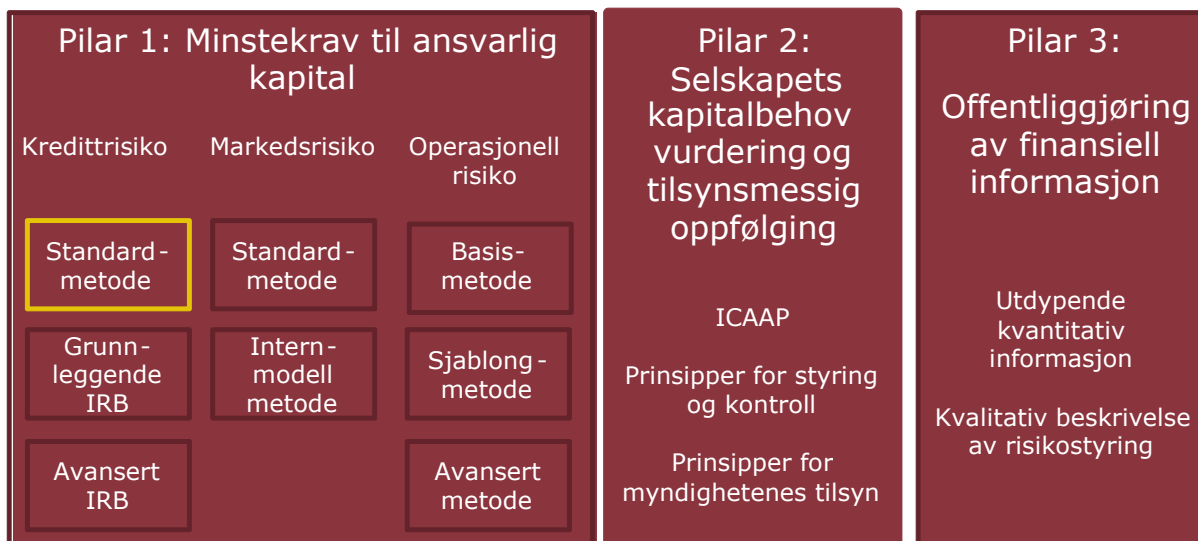 Pilar 1: Minstekrav til ansvarlig
kapital
Kredittrisiko
Markedsrisiko
Operasjonell
risiko
Standard-
metode
Standard-
metode
Basis-
metode
Grunn-
leggende
IRB
Intern-
modell
metode
Sjablong-
metode
Avansert
IRB
Avansert
metode
Pilar 2:
Selskapets
kapitalbehov
vurdering og
tilsynsmessig
oppfølging
ICAAP
Prinsipper for styring
og kontroll
Prinsipper for
myndighetenes tilsyn
Pilar 3:
Offentliggjøring
av finansiell
informasjon
Utdypende
kvantitativ
informasjon
Kvalitativ beskrivelse
av risikostyring